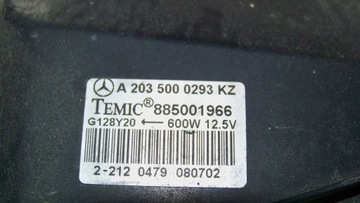 A 203 500 0293 KZ
TEMIC® 885001966
G128Y20 ← 600W 12.5V
2-212 0479 080702